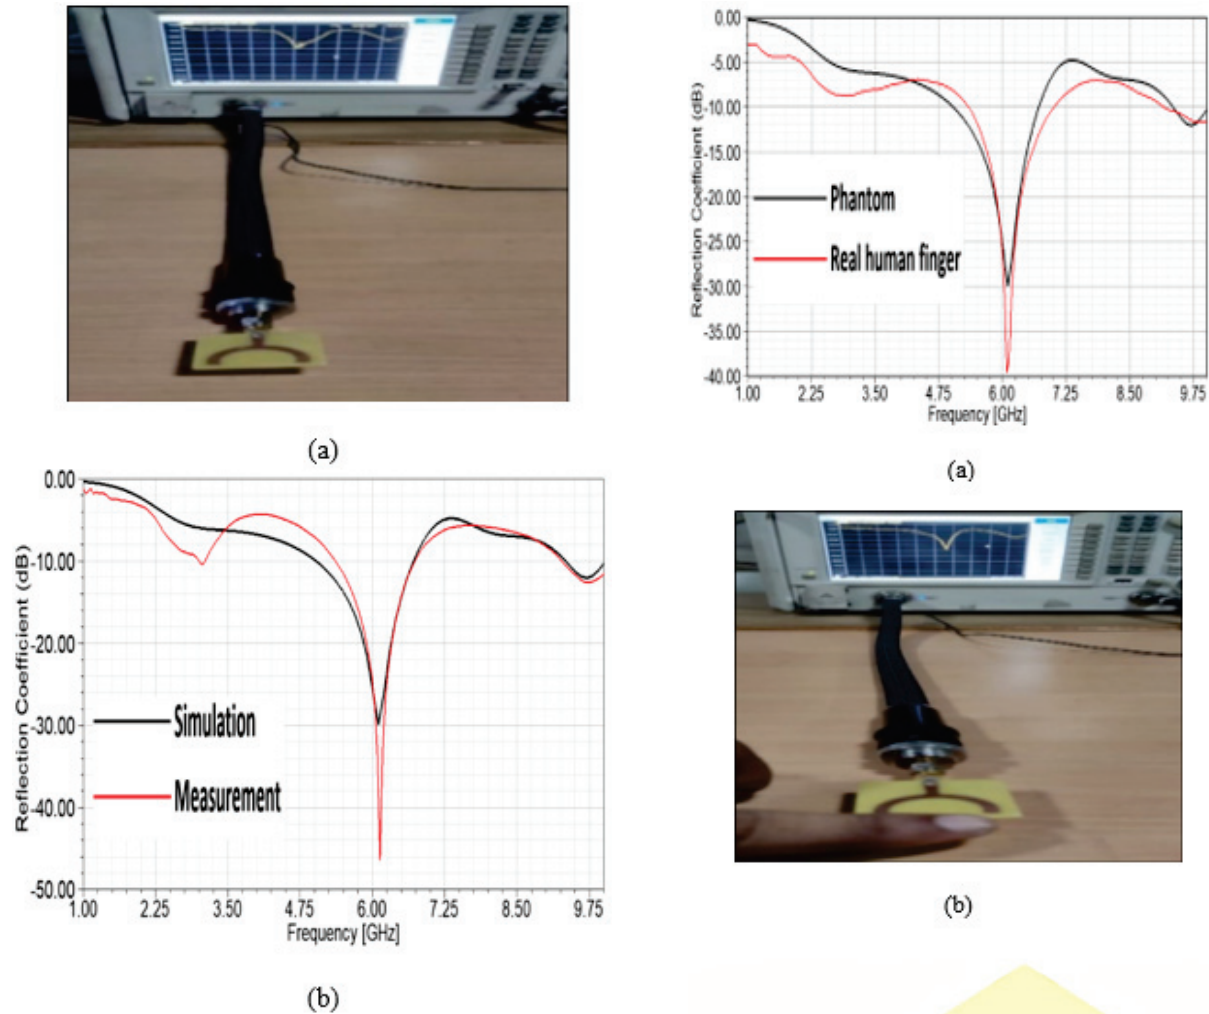 (a)
0.00
-10.00
-20.00
-30.00
-40.00
-50.00
Reflection Coefficient (dB)
Simulation
Measurement
1.00 2.25 3.50 4.75 6.00 7.25 8.50 9.75
Frequency [GHz]
(b)
0.00
-5.00
-10.00
-15.00
-20.00
-25.00
-30.00
-35.00
-40.00
Reflection Coefficient (dB)
Phantom
Real human finger
1.00 2.25 3.50 4.75 6.00 7.25 8.50 9.75
Frequency [GHz]
(a)
(b)